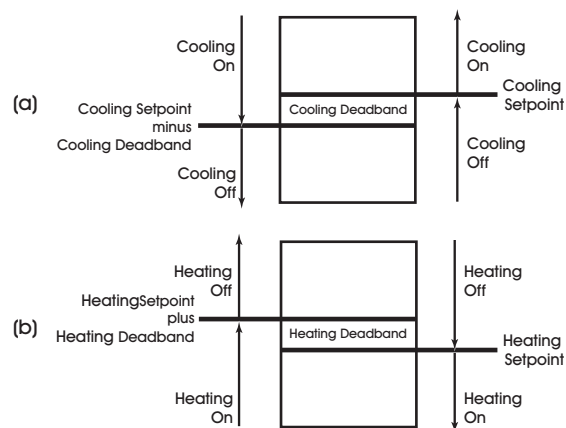 Cooling
On
Cooling
On
(a)
Cooling Setpoint
minus
Cooling Deadband
Cooling Deadband
Cooling
Setpoint
Cooling
Off
Cooling
Off
Heating
Off
Heating
Off
(b)
HeatingSetpoint
plus
Heating Deadband
Heating Deadband
Heating
Setpoint
Heating
On
Heating
On